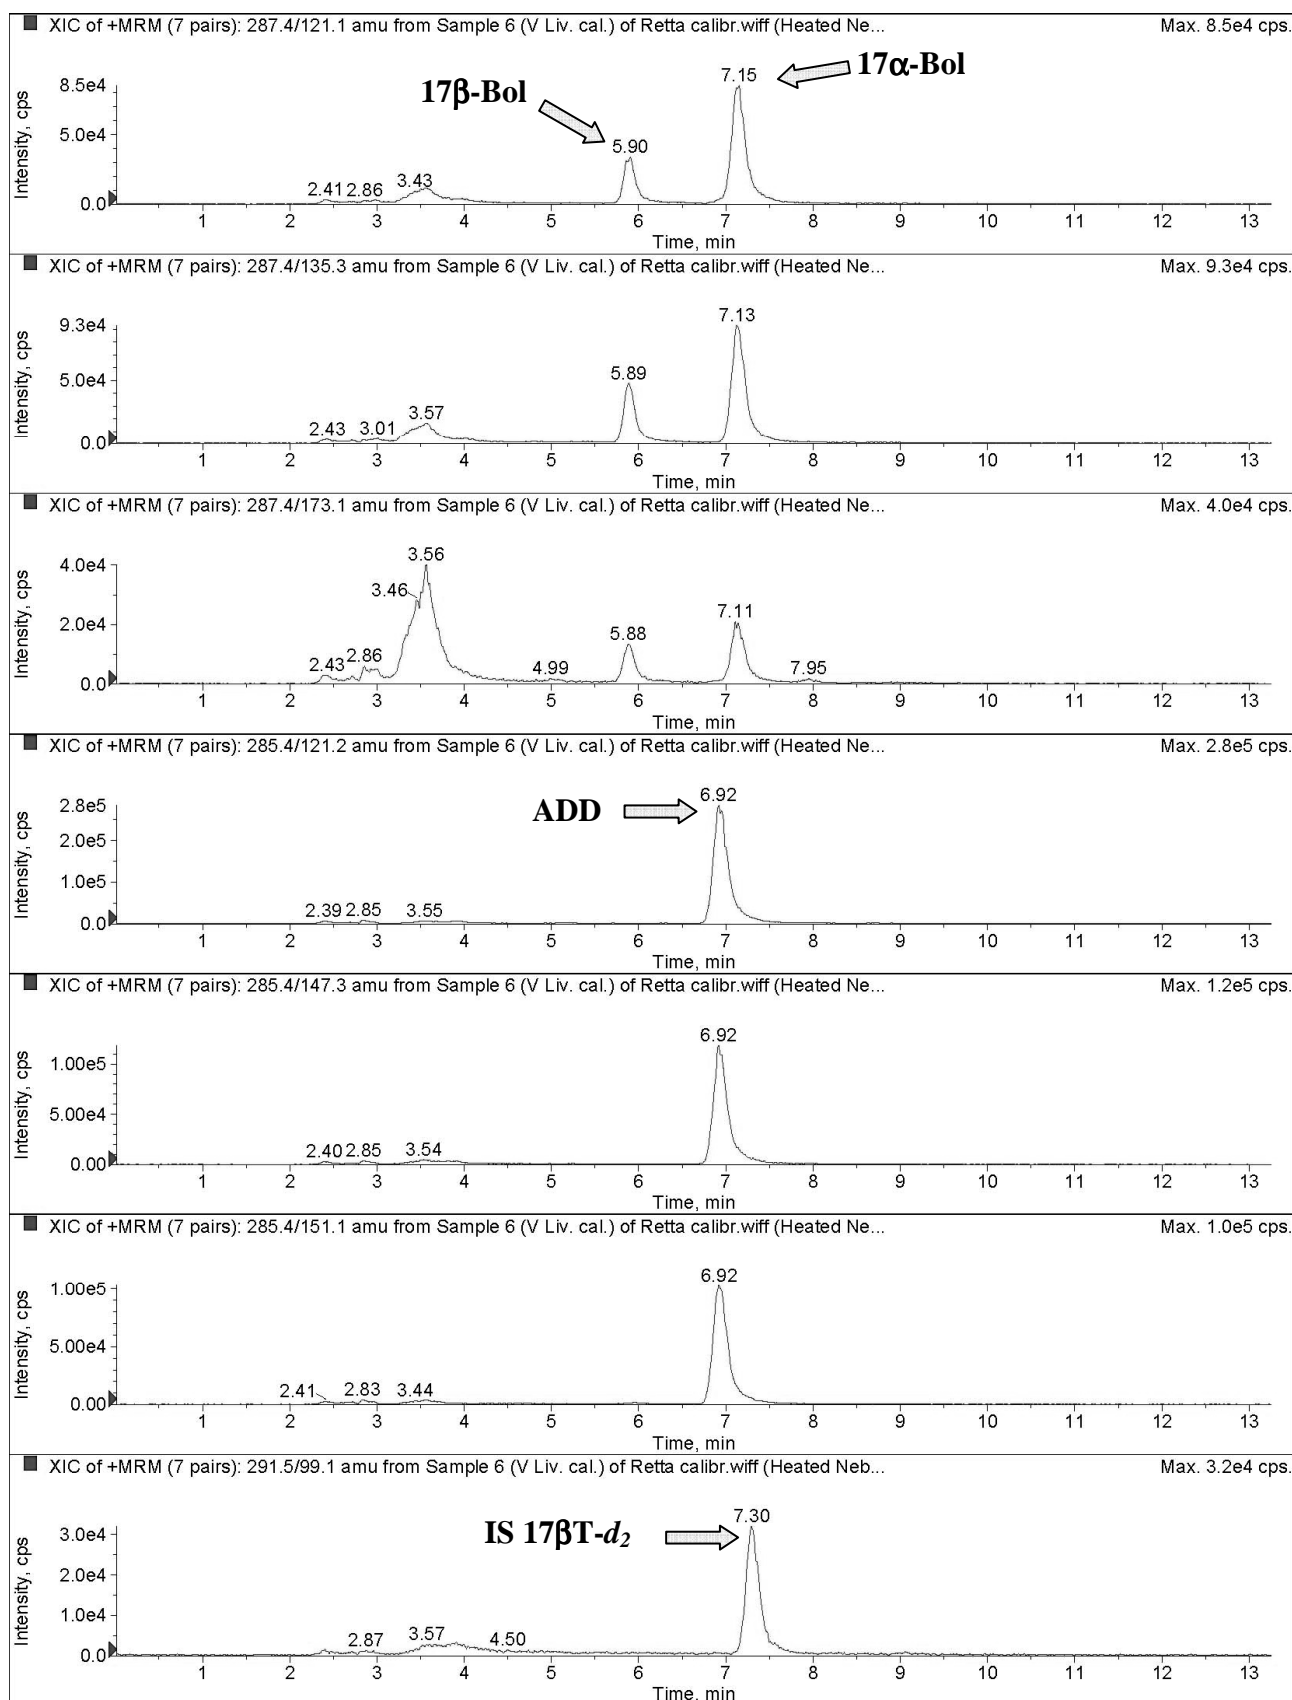 XIC of +MRM (7 pairs): 287.4/121.1 amu from Sample 6 (V Liv. cal.) of Retta calibr.wiff (Heated Ne... Max. 8.5e4 cps.
17β-Bol
17α-Bol
Intensity, cps
8.5e4
5.0e4
0.0
2.41 2.86 3.43 5.90 7.15
1 2 3 4 5 6 7 8 9 10 11 12 13
Time, min
XIC of +MRM (7 pairs): 287.4/135.3 amu from Sample 6 (V Liv. cal.) of Retta calibr.wiff (Heated Ne... Max. 9.3e4 cps.
Intensity, cps
9.3e4
5.0e4
0.0
2.43 3.01 3.57 5.89 7.13
1 2 3 4 5 6 7 8 9 10 11 12 13
Time, min
XIC of +MRM (7 pairs): 287.4/173.1 amu from Sample 6 (V Liv. cal.) of Retta calibr.wiff (Heated Ne... Max. 4.0e4 cps.
Intensity, cps
4.0e4
2.0e4
0.0
2.43 2.86 3.46 3.56 4.99 5.88 7.11 7.95
1 2 3 4 5 6 7 8 9 10 11 12 13
Time, min
XIC of +MRM (7 pairs): 285.4/121.2 amu from Sample 6 (V Liv. cal.) of Retta calibr.wiff (Heated Ne... Max. 2.8e5 cps.
ADD
Intensity, cps
2.8e5
2.0e5
1.0e5
0.0
2.39 2.85 3.55 6.92
1 2 3 4 5 6 7 8 9 10 11 12 13
Time, min
XIC of +MRM (7 pairs): 285.4/147.3 amu from Sample 6 (V Liv. cal.) of Retta calibr.wiff (Heated Ne... Max. 1.2e5 cps.
Intensity, cps
1.00e5
5.00e4
0.00
2.40 2.85 3.54 6.92
1 2 3 4 5 6 7 8 9 10 11 12 13
Time, min
XIC of +MRM (7 pairs): 285.4/151.1 amu from Sample 6 (V Liv. cal.) of Retta calibr.wiff (Heated Ne... Max. 1.0e5 cps.
Intensity, cps
1.00e5
5.00e4
0.00
2.41 2.83 3.44 6.92
1 2 3 4 5 6 7 8 9 10 11 12 13
Time, min
XIC of +MRM (7 pairs): 291.5/99.1 amu from Sample 6 (V Liv. cal.) of Retta calibr.wiff (Heated Neb... Max. 3.2e4 cps.
IS 17βT-d2
Intensity, cps
3.0e4
2.0e4
1.0e4
0.0
2.87 3.57 4.50 7.30
1 2 3 4 5 6 7 8 9 10 11 12 13
Time, min